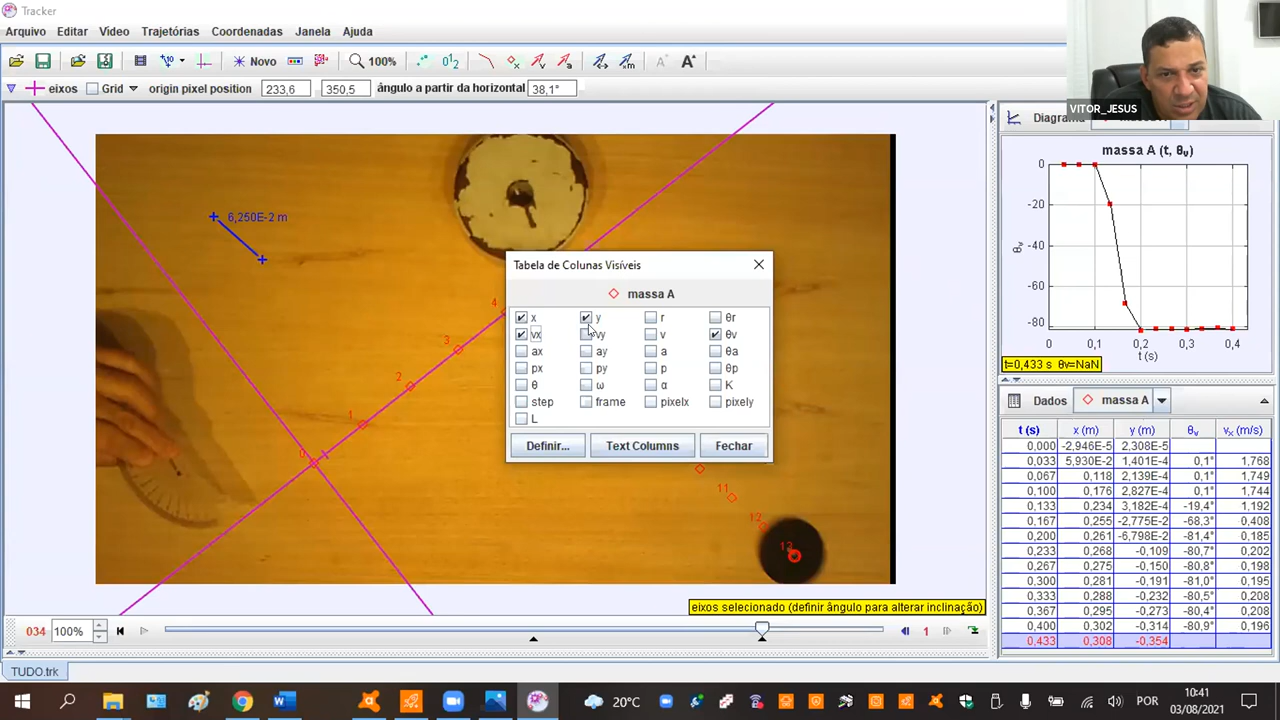 Tracker
Arquivo Editar Vídeo Trajetórias Coordenadas Janela Ajuda
Novo 100%
eixos Grid origin pixel position 233,6 350,5 ângulo a partir da horizontal 38,1°
VITOR_JESUS
Diagrama
massa A (t, θv)
0
-20
-40
-60
-80
θv
0 0,1 0,2 0,3 0,4
t (s)
t=0,433 s θv=NaN
6,250E-2 m
0
1
2
3
4
11
12
13
Tabela de Colunas Visíveis
massa A
x y r θr
vx vy v θv
ax ay a θa
px py p θp
θ ω α K
step frame pixelx pixely
L
Definir... Text Columns Fechar
Dados massa A
t (s) x (m) y (m) θv vx (m/s)
0,000 -2,946E-5 2,308E-5
0,033 5,930E-2 1,401E-4 0,1° 1,768
0,067 0,118 2,139E-4 0,1° 1,749
0,100 0,176 2,827E-4 0,1° 1,744
0,133 0,234 3,182E-4 -19,4° 1,192
0,167 0,255 -2,775E-2 -68,3° 0,408
0,200 0,261 -6,798E-2 -81,4° 0,185
0,233 0,268 -0,109 -80,7° 0,202
0,267 0,275 -0,150 -80,8° 0,198
0,300 0,281 -0,191 -81,0° 0,195
0,333 0,288 -0,232 -80,5° 0,208
0,367 0,295 -0,273 -80,4° 0,208
0,400 0,302 -0,314 -80,9° 0,196
0,433 0,308 -0,354
eixos selecionado (definir ângulo para alterar inclinação)
034 100% 1
TUDO.trk
20°C POR 10:41
03/08/2021